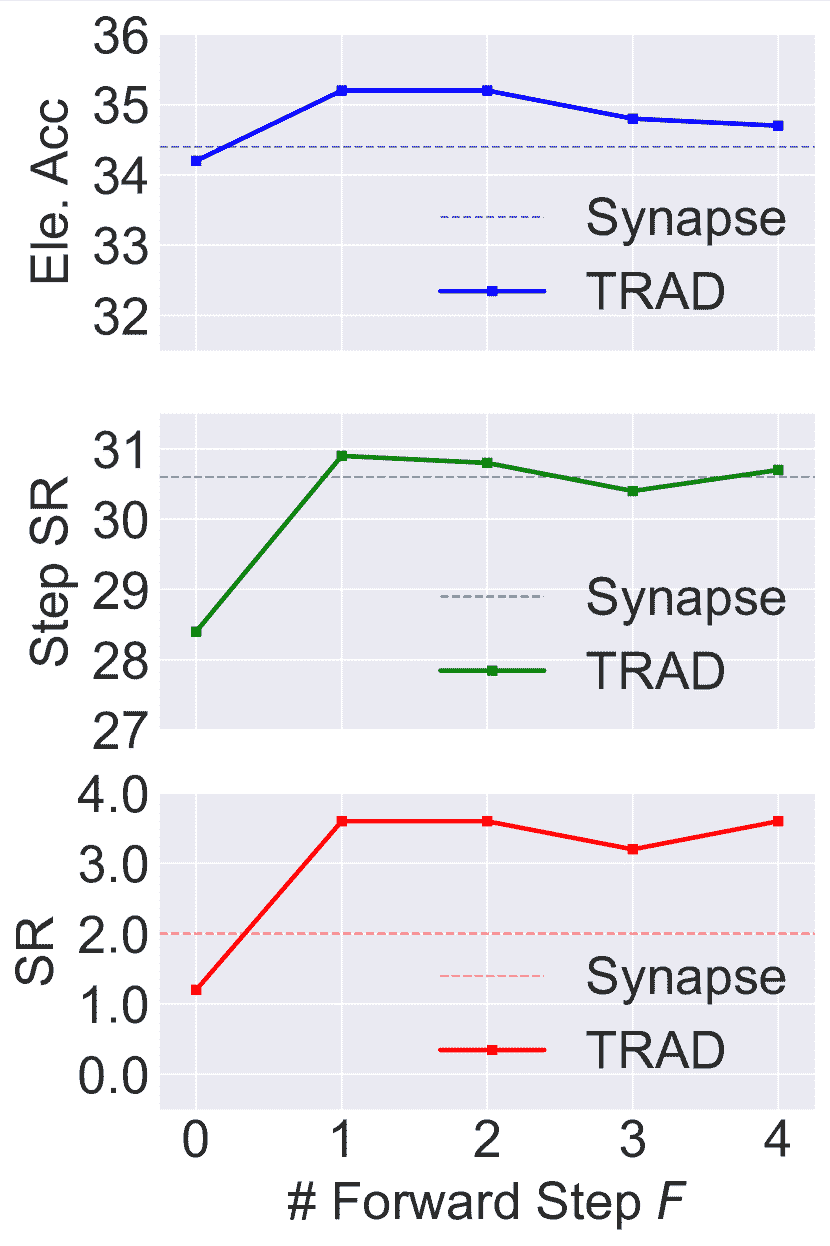 36
35
34
33
32
Ele. Acc
Synapse
TRAD
31
30
29
28
27
Step SR
Synapse
TRAD
4.0
3.0
2.0
1.0
0.0
SR
Synapse
TRAD
0 1 2 3 4
# Forward Step F